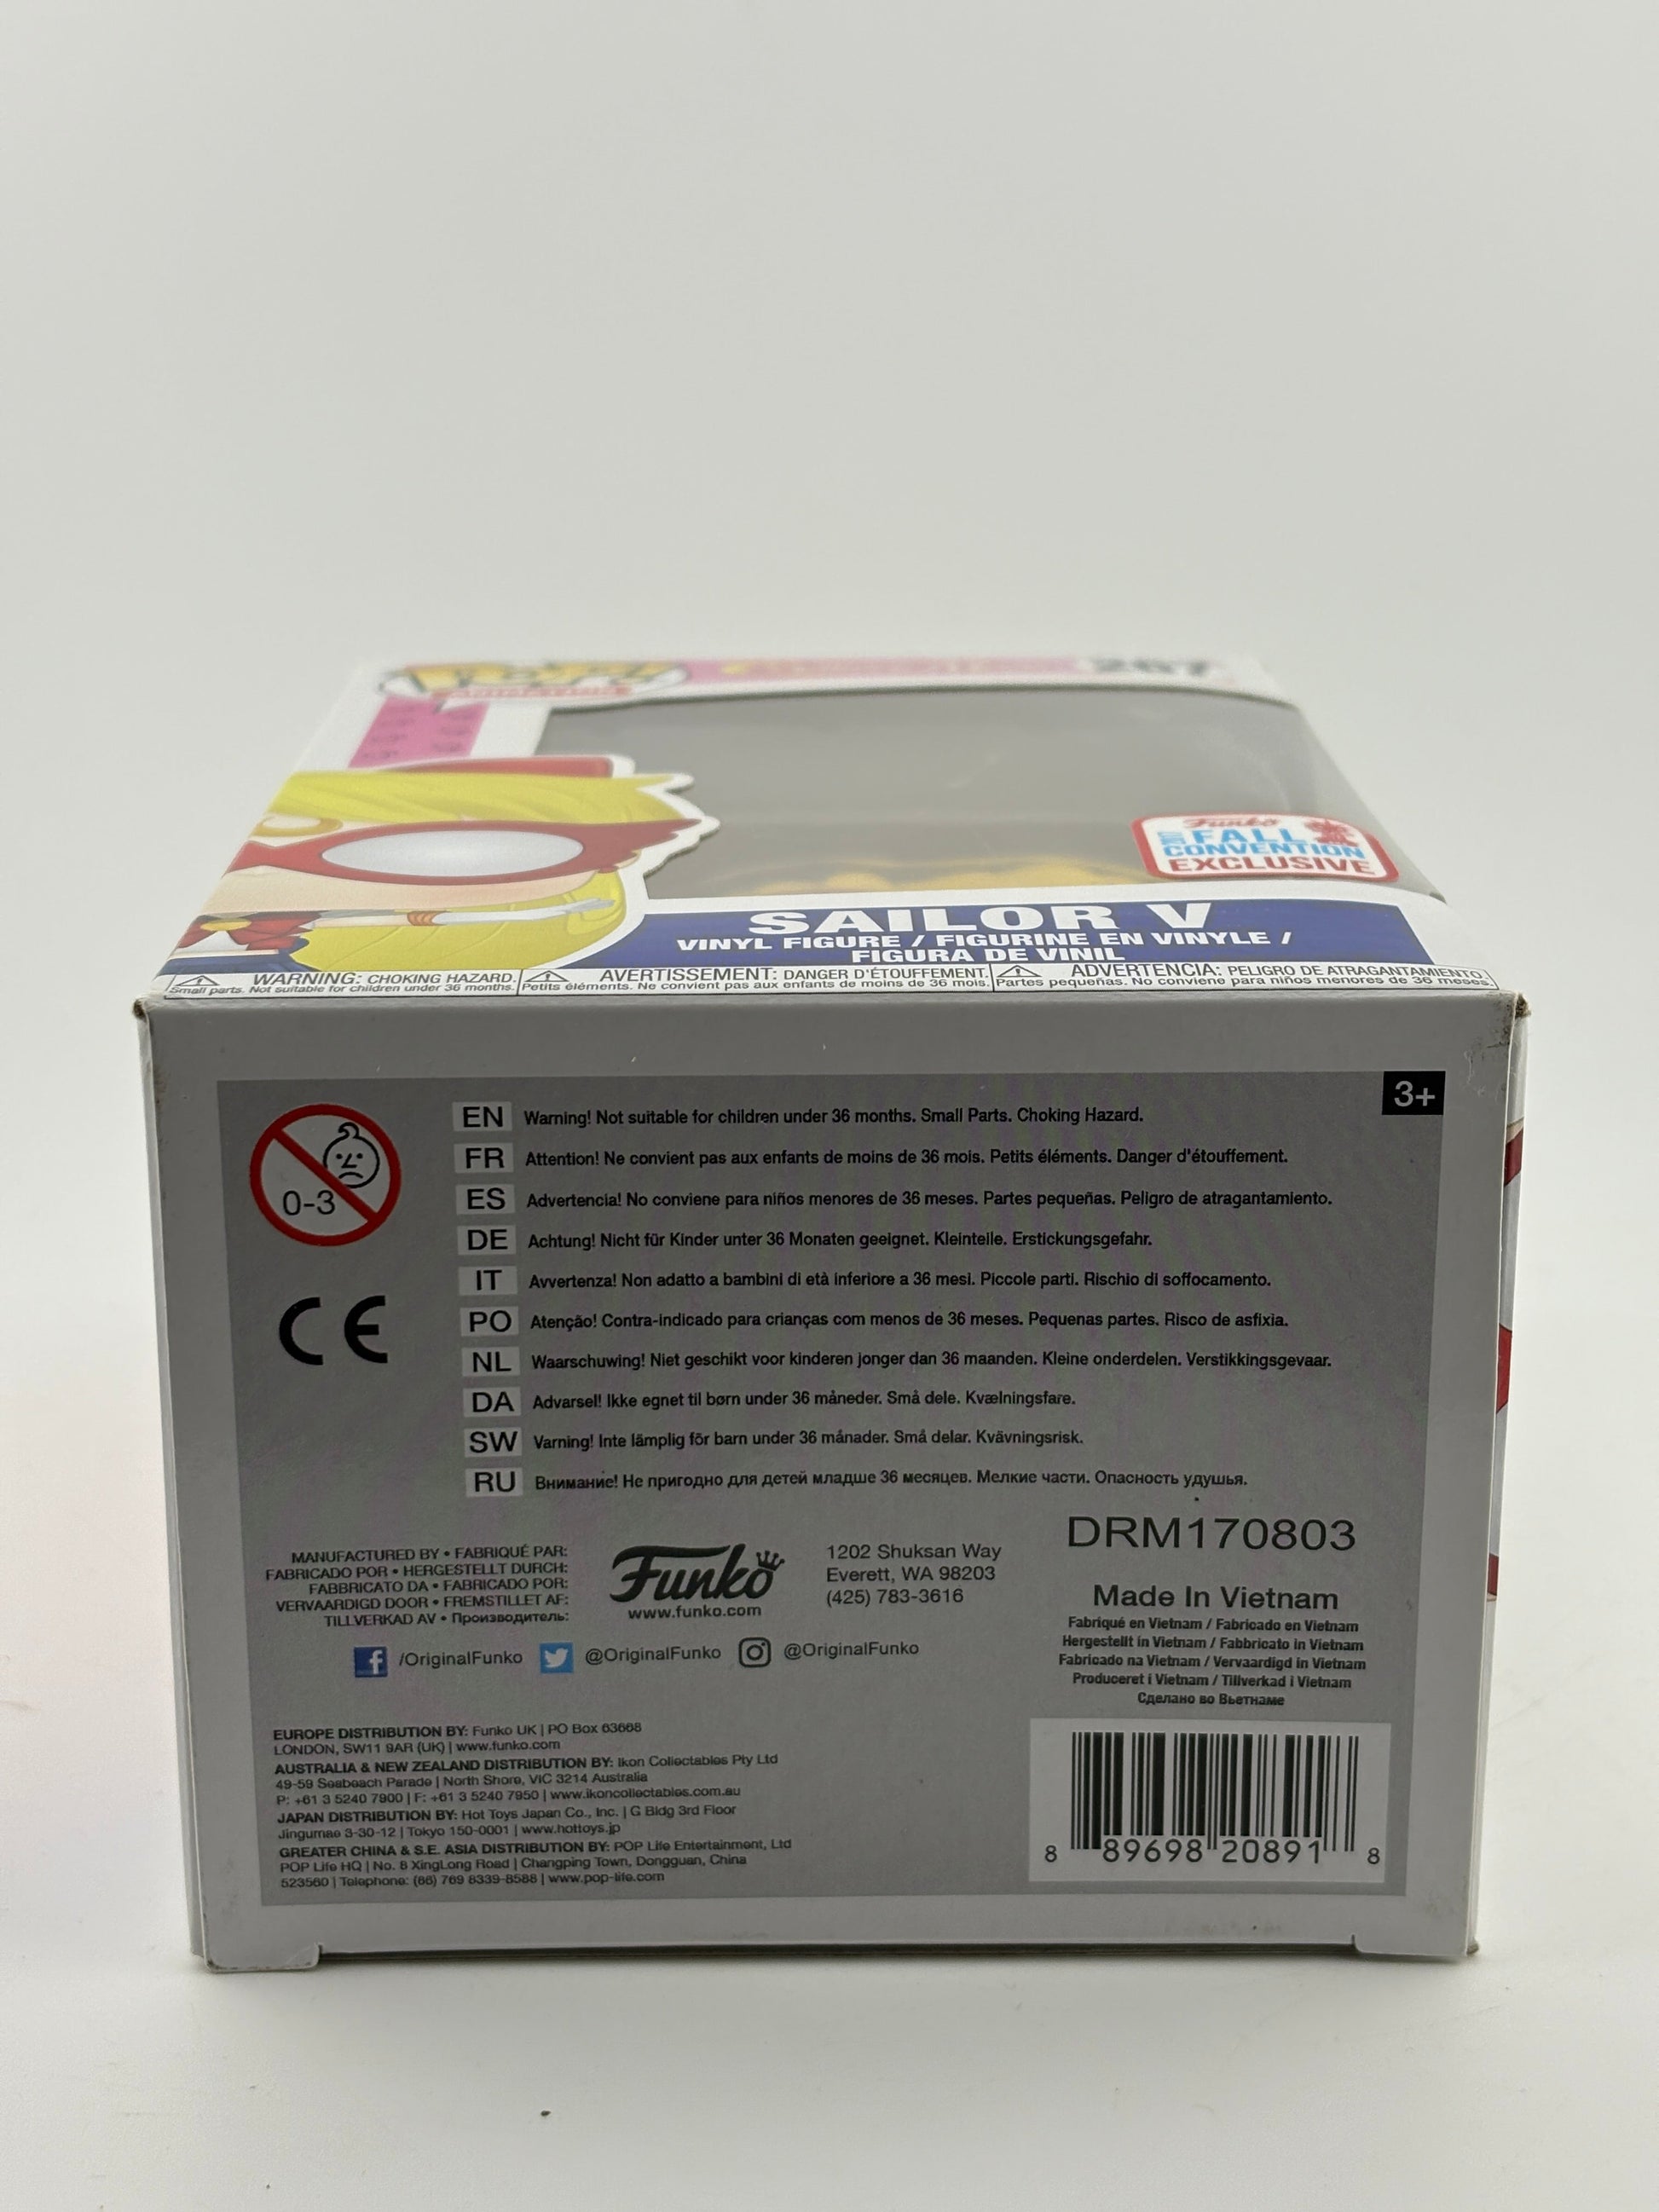 POP!
ANIMATION
267
Funko
2017 FALL
CONVENTION
EXCLUSIVE
SAILOR V
VINYL FIGURE / FIGURINE EN VINYLE /
FIGURA DE VINIL
WARNING: CHOKING HAZARD.
Small parts. Not suitable for children under 36 months.
AVERTISSEMENT: DANGER D'ÉTOUFFEMENT.
Petits éléments. Ne convient pas aux enfants de moins de 36 mois.
ADVERTENCIA: PELIGRO DE ATRAGANTAMIENTO.
Partes pequeñas. No conviene para niños menores de 36 meses.
3+
0-3
CE
EN Warning! Not suitable for children under 36 months. Small Parts. Choking Hazard.
FR Attention! Ne convient pas aux enfants de moins de 36 mois. Petits éléments. Danger d'étouffement.
ES Advertencia! No conviene para niños menores de 36 meses. Partes pequeñas. Peligro de atragantamiento.
DE Achtung! Nicht für Kinder unter 36 Monaten geeignet. Kleinteile. Erstickungsgefahr.
IT Avvertenza! Non adatto a bambini di età inferiore a 36 mesi. Piccole parti. Rischio di soffocamento.
PO Atenção! Contra-indicado para crianças com menos de 36 meses. Pequenas partes. Risco de asfixia.
NL Waarschuwing! Niet geschikt voor kinderen jonger dan 36 maanden. Kleine onderdelen. Verstikkingsgevaar.
DA Advarsel! Ikke egnet til børn under 36 måneder. Små dele. Kvælningsfare.
SW Varning! Inte lämplig för barn under 36 månader. Små delar. Kvävningsrisk.
RU Внимание! Не пригодно для детей младше 36 месяцев. Мелкие части. Опасность удушья.
MANUFACTURED BY • FABRIQUÉ PAR:
FABRICADO POR • HERGESTELLT DURCH:
FABBRICATO DA • FABRICADO POR:
VERVAARDIGD DOOR • FREMSTILLET AF:
TILLVERKAD AV • Производитель:
Funko
www.funko.com
1202 Shuksan Way
Everett, WA 98203
(425) 783-3616
/OriginalFunko @OriginalFunko @OriginalFunko
DRM170803
Made In Vietnam
Fabriqué en Vietnam / Fabricado en Vietnam
Hergestellt in Vietnam / Fabbricato in Vietnam
Fabricado na Vietnam / Vervaardigd in Vietnam
Produceret i Vietnam / Tillverkad i Vietnam
Сделано во Вьетнаме
EUROPE DISTRIBUTION BY: Funko UK | PO Box 63668
LONDON, SW11 9AR (UK) | www.funko.com
AUSTRALIA & NEW ZEALAND DISTRIBUTION BY: Ikon Collectables Pty Ltd
49-59 Seabeach Parade | North Shore, VIC 3214 Australia
P: +61 3 5240 7900 | F: +61 3 5240 7950 | www.ikoncollectables.com.au
JAPAN DISTRIBUTION BY: Hot Toys Japan Co., Inc. | G Bldg 3rd Floor
Jingumae 3-30-12 | Tokyo 150-0001 | www.hottoys.jp
GREATER CHINA & S.E. ASIA DISTRIBUTION BY: POP Life Entertainment, Ltd
POP Life HQ | No. 8 XingLong Road | Changping Town, Dongguan, China
523560 | Telephone: (86) 769 8339-8588 | www.pop-life.com
8 89698 20891 8